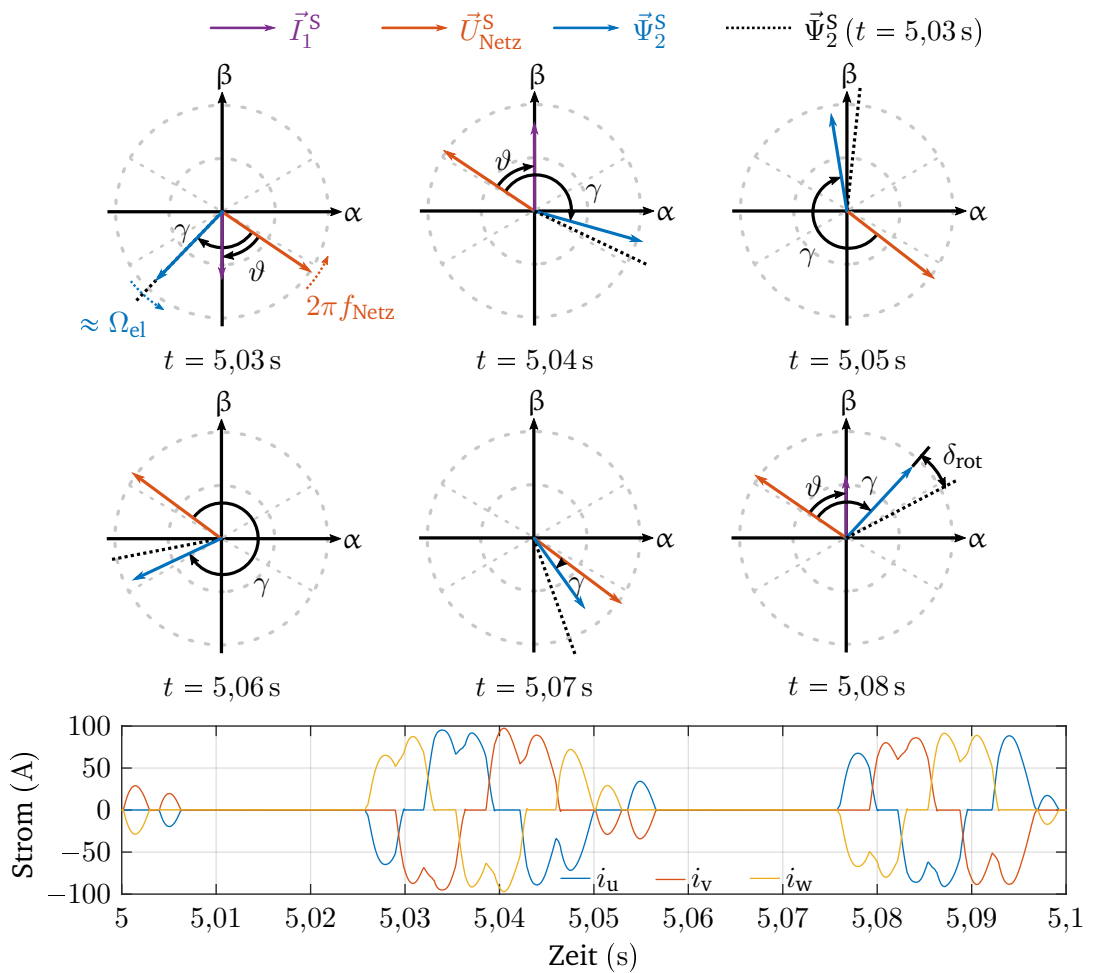 I⃗₁ˢ U⃗ˢ_Netz Ψ⃗₂ˢ Ψ⃗₂ˢ (t = 5,03 s)
β β β
ϑ γ
γ α α α
ϑ γ
2πf_Netz
≈ Ω_el
t = 5,03 s t = 5,04 s t = 5,05 s
β β β
δ_rot
ϑ γ
α α α
γ γ
t = 5,06 s t = 5,07 s t = 5,08 s
100
50
0
−50
−100
Strom (A)
i_u i_v i_w
5 5,01 5,02 5,03 5,04 5,05 5,06 5,07 5,08 5,09 5,1
Zeit (s)